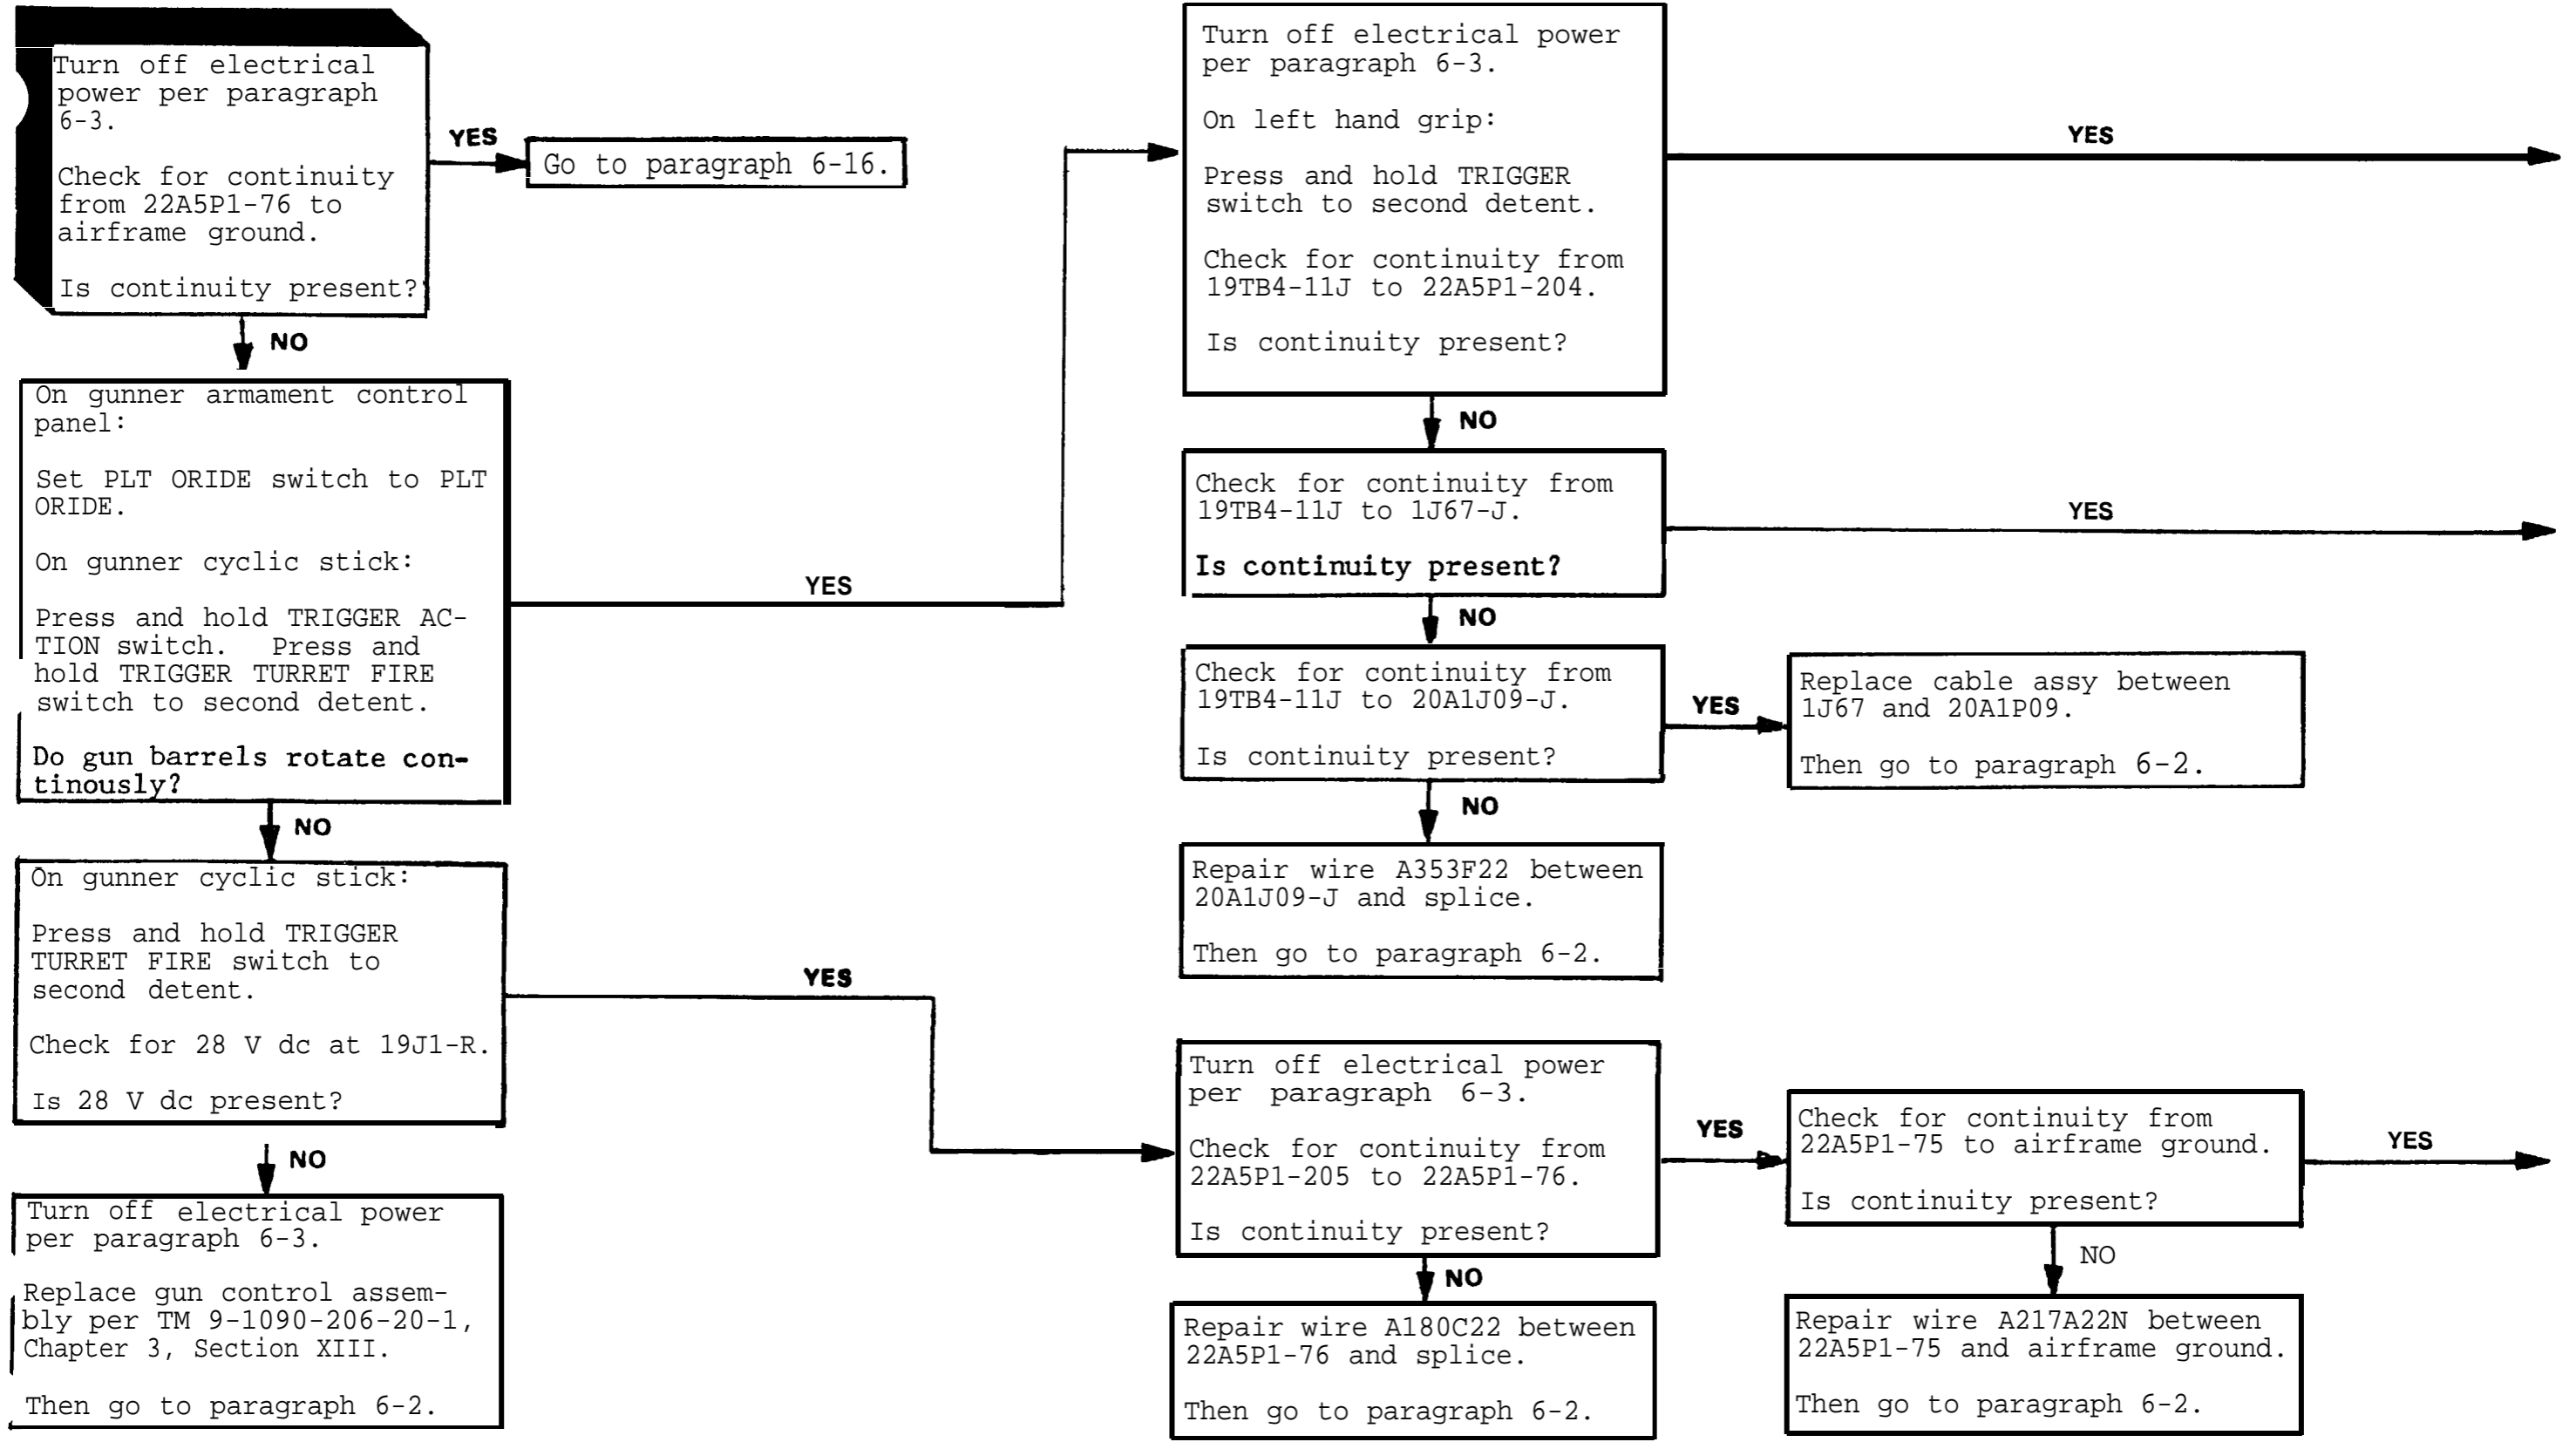 Turn off electrical
power per paragraph
6-3.
Check for continuity
from 22A5P1-76 to
airframe ground.
Is continuity present?
YES
Go to paragraph 6-16.
NO
On gunner armament control
panel:
Set PLT ORIDE switch to PLT
ORIDE.
On gunner cyclic stick:
Press and hold TRIGGER AC-
TION switch. Press and
hold TRIGGER TURRET FIRE
switch to second detent.
Do gun barrels rotate con-
tinously?
YES
NO
On gunner cyclic stick:
Press and hold TRIGGER
TURRET FIRE switch to
second detent.
Check for 28 V dc at 19J1-R.
Is 28 V dc present?
YES
NO
Turn off electrical power
per paragraph 6-3.
Replace gun control assem-
bly per TM 9-1090-206-20-1,
Chapter 3, Section XIII.
Then go to paragraph 6-2.
Turn off electrical power
per paragraph 6-3.
On left hand grip:
Press and hold TRIGGER
switch to second detent.
Check for continuity from
19TB4-11J to 22A5P1-204.
Is continuity present?
YES
NO
Check for continuity from
19TB4-11J to 1J67-J.
Is continuity present?
YES
NO
Check for continuity from
19TB4-11J to 20A1J09-J.
Is continuity present?
YES
Replace cable assy between
1J67 and 20A1P09.
Then go to paragraph 6-2.
NO
Repair wire A353F22 between
20A1J09-J and splice.
Then go to paragraph 6-2.
Turn off electrical power
per paragraph 6-3.
Check for continuity from
22A5P1-205 to 22A5P1-76.
Is continuity present?
YES
Check for continuity from
22A5P1-75 to airframe ground.
Is continuity present?
YES
NO
Repair wire A180C22 between
22A5P1-76 and splice.
Then go to paragraph 6-2.
NO
Repair wire A217A22N between
22A5P1-75 and airframe ground.
Then go to paragraph 6-2.